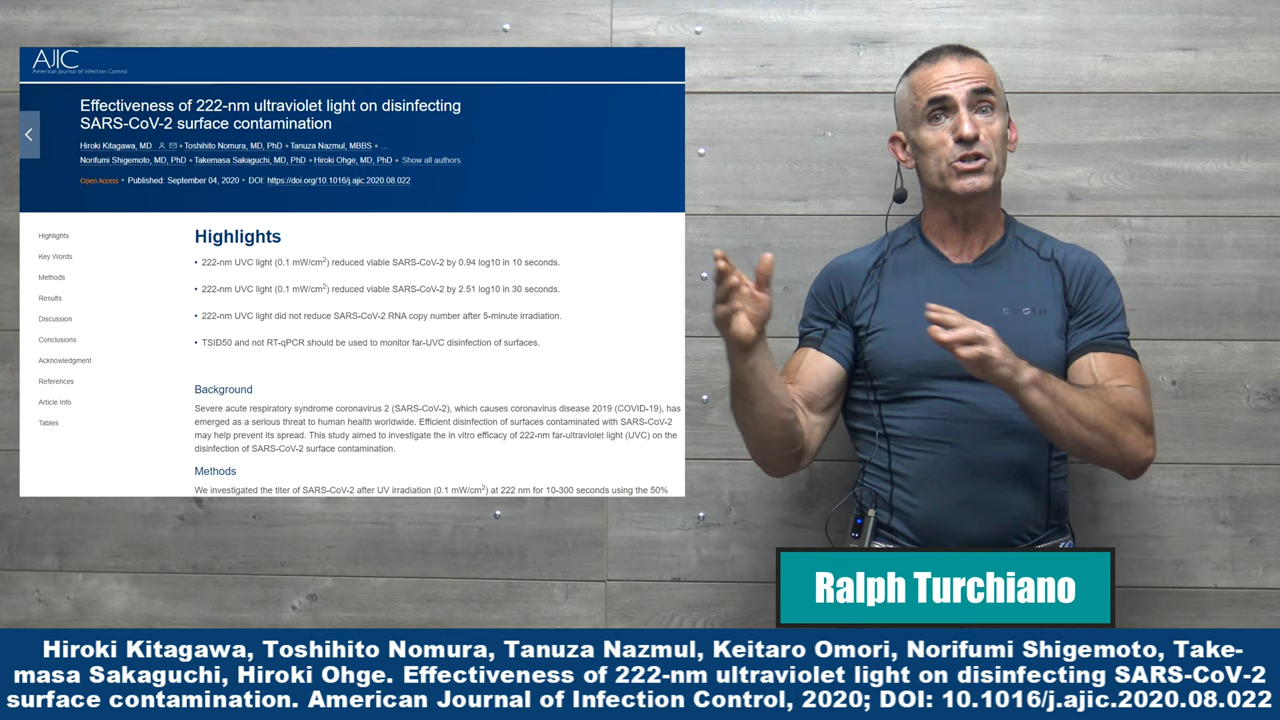 AJIC
American Journal of Infection Control
Effectiveness of 222-nm ultraviolet light on disinfecting
SARS-CoV-2 surface contamination
Hiroki Kitagawa, MD • Toshihito Nomura, MD, PhD • Tanuza Nazmul, MBBS • ...
Norifumi Shigemoto, MD, PhD • Takemasa Sakaguchi, MD, PhD • Hiroki Ohge, MD, PhD • Show all authors
Open Access • Published: September 04, 2020 • DOI: https://doi.org/10.1016/j.ajic.2020.08.022
Highlights
Key Words
Methods
Results
Discussion
Conclusions
Acknowledgment
References
Article Info
Tables
Highlights
• 222-nm UVC light (0.1 mW/cm²) reduced viable SARS-CoV-2 by 0.94 log10 in 10 seconds.
• 222-nm UVC light (0.1 mW/cm²) reduced viable SARS-CoV-2 by 2.51 log10 in 30 seconds.
• 222-nm UVC light did not reduce SARS-CoV-2 RNA copy number after 5-minute irradiation.
• TSID50 and not RT-qPCR should be used to monitor far-UVC disinfection of surfaces.
Background
Severe acute respiratory syndrome coronavirus 2 (SARS-CoV-2), which causes coronavirus disease 2019 (COVID-19), has
emerged as a serious threat to human health worldwide. Efficient disinfection of surfaces contaminated with SARS-CoV-2
may help prevent its spread. This study aimed to investigate the in vitro efficacy of 222-nm far-ultraviolet light (UVC) on the
disinfection of SARS-CoV-2 surface contamination.
Methods
We investigated the titer of SARS-CoV-2 after UV irradiation (0.1 mW/cm²) at 222 nm for 10-300 seconds using the 50%
Ralph Turchiano
Hiroki Kitagawa, Toshihito Nomura, Tanuza Nazmul, Keitaro Omori, Norifumi Shigemoto, Take-
masa Sakaguchi, Hiroki Ohge. Effectiveness of 222-nm ultraviolet light on disinfecting SARS-CoV-2
surface contamination. American Journal of Infection Control, 2020; DOI: 10.1016/j.ajic.2020.08.022